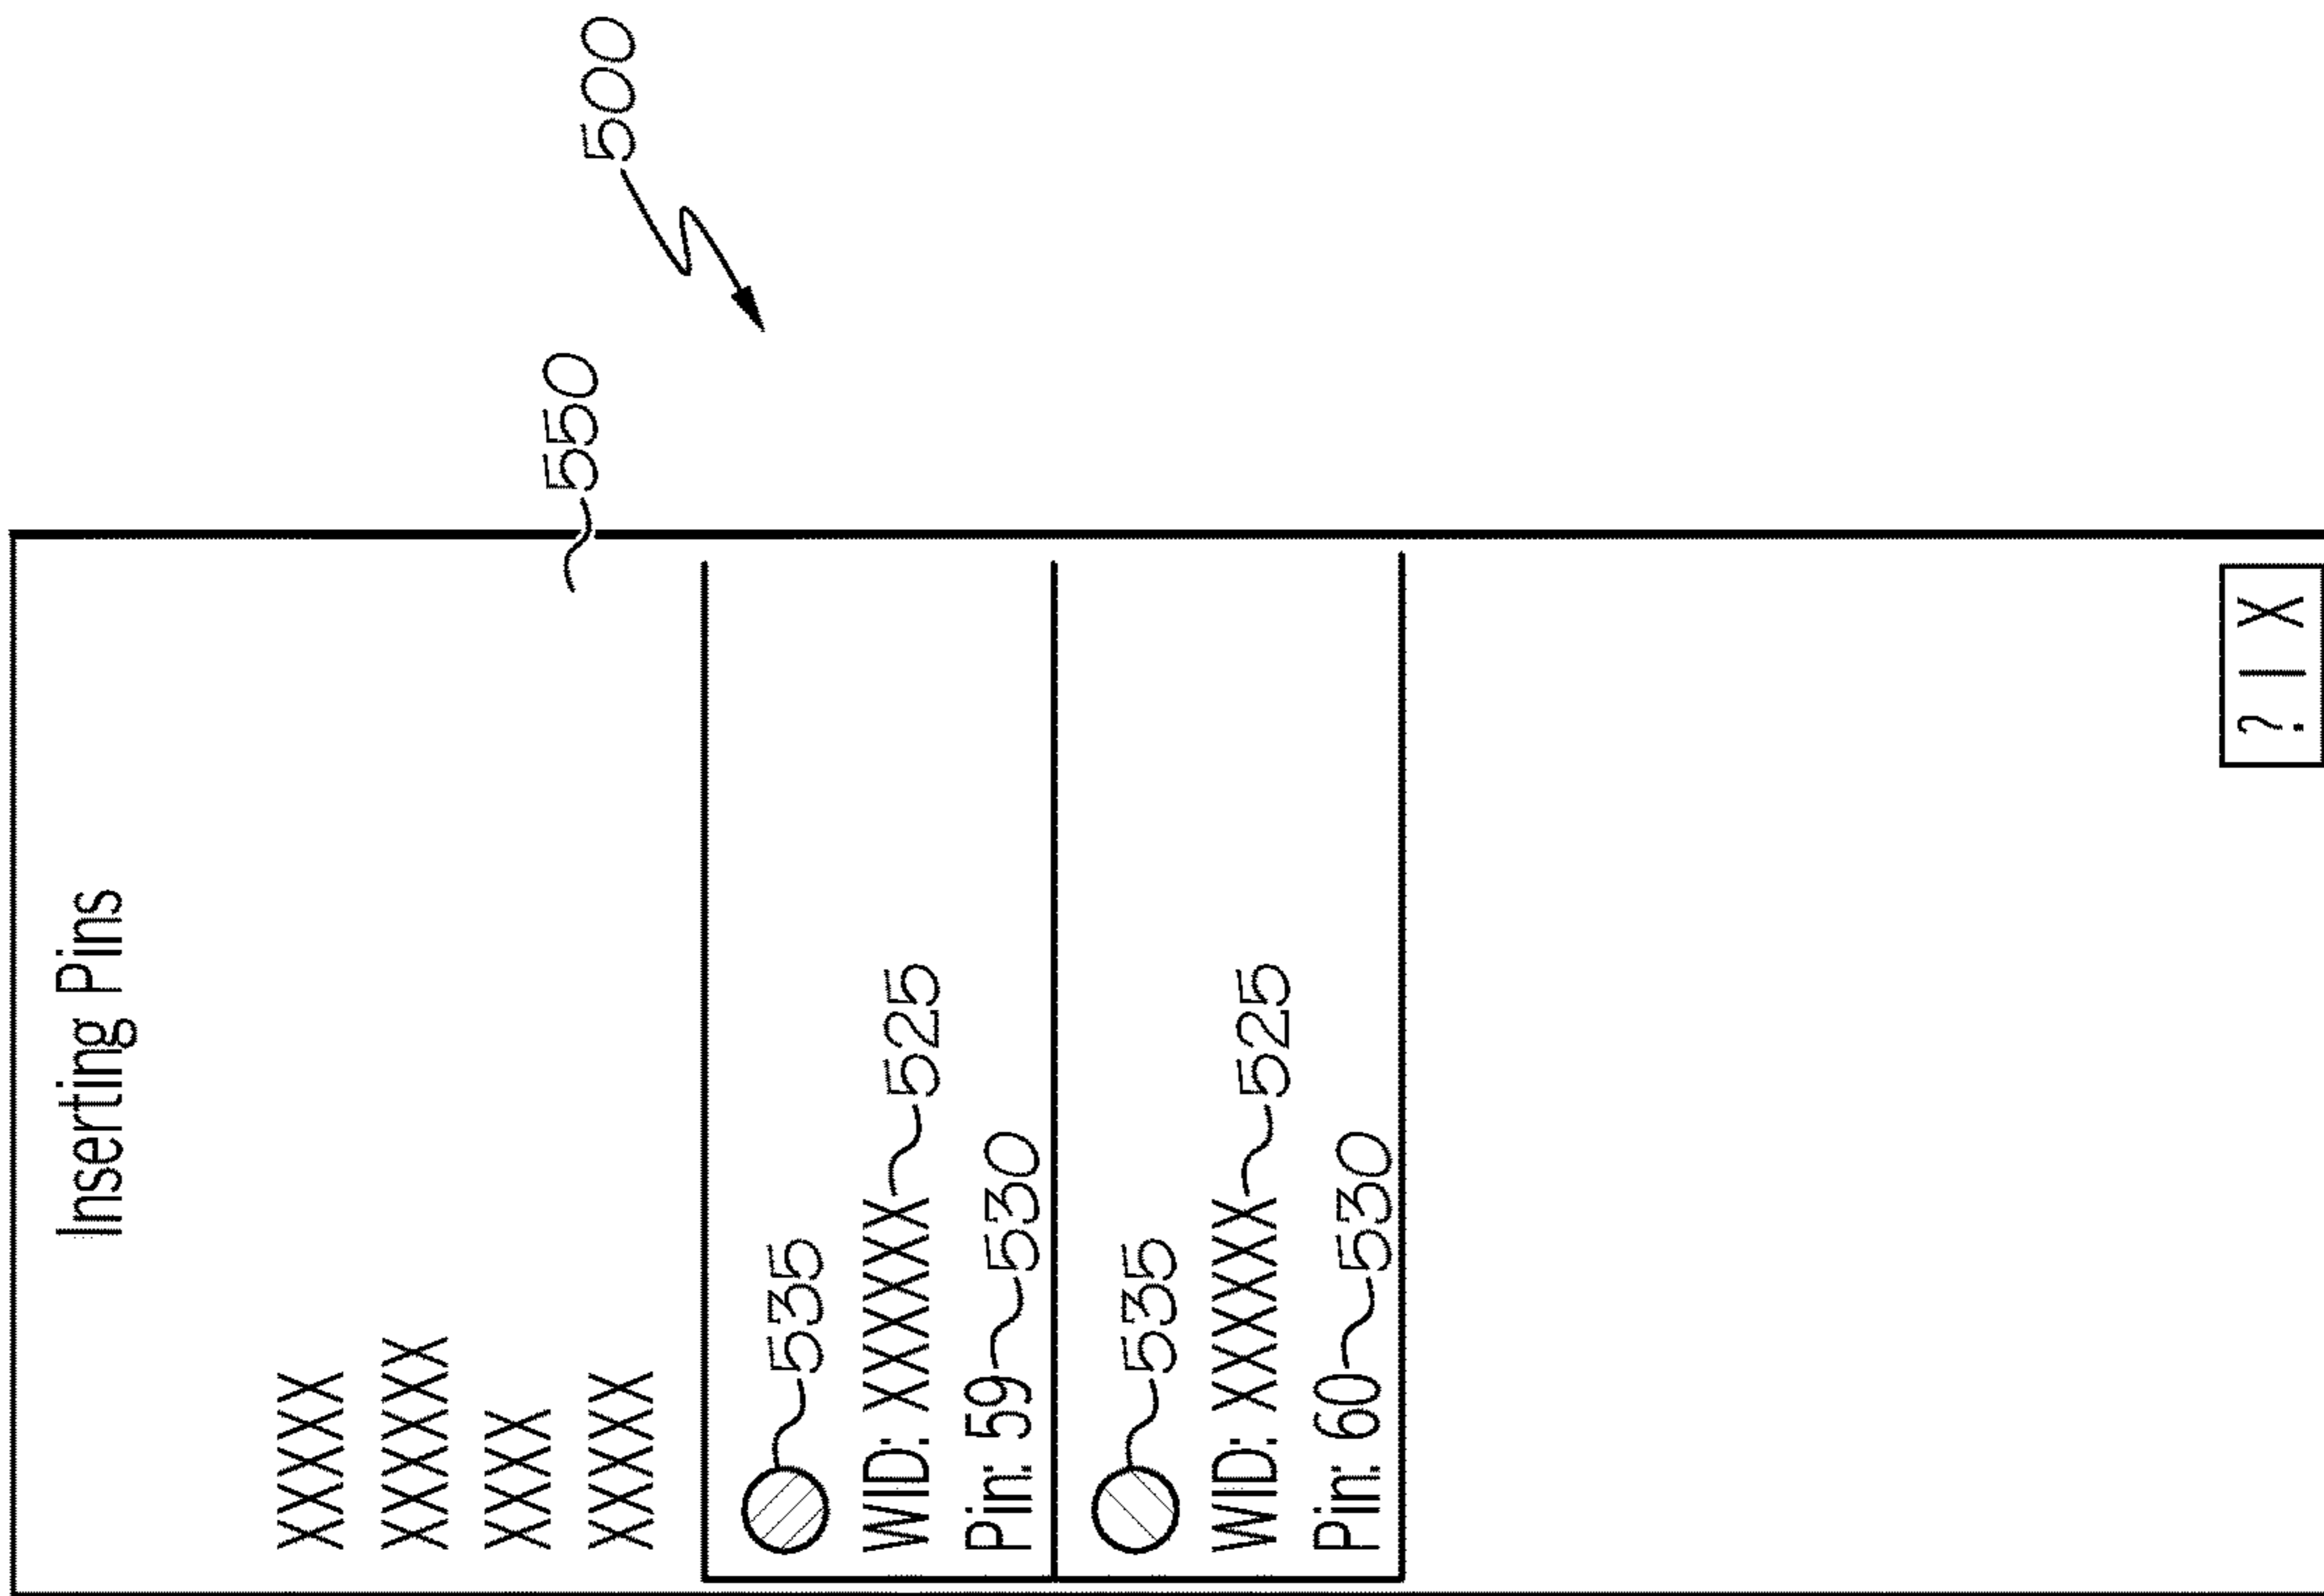 500
550
Inserting Pins
XXXXX
XXXXXX
XXXX
XXXXX
535
WID: XXXXXX 525
Pin: 59 530
535
WID: XXXXXX 525
Pin: 60 530
? | X